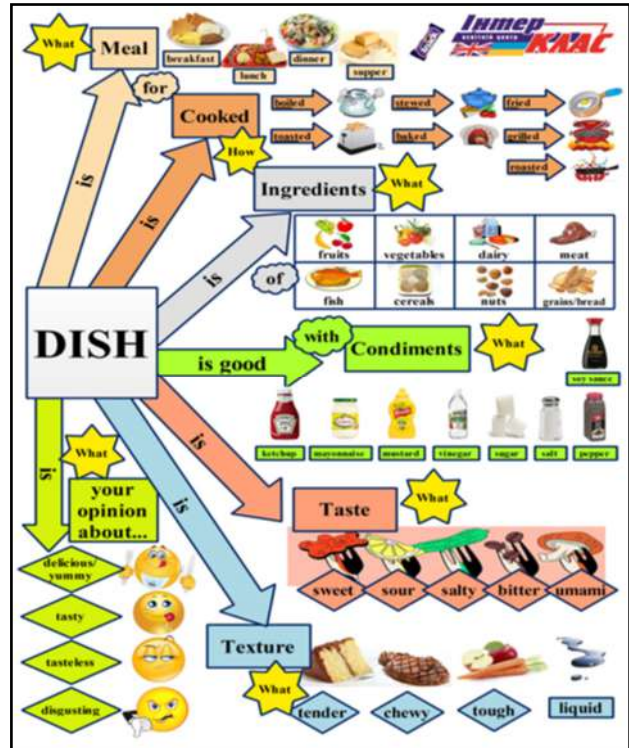 What
Meal
breakfast
lunch
dinner
supper
Інтер
КЛАС
for
Cooked
How
boiled
stewed
fried
toasted
baked
grilled
roasted
is
is
Ingredients
What
is
of
fruits
vegetables
dairy
meat
fish
cereals
nuts
grains/bread
DISH
is good
with
Condiments
What
soy sauce
ketchup
mayonnaise
mustard
vinegar
sugar
salt
pepper
is
What
your
opinion
about...
delicious/
yummy
tasty
tasteless
disgusting
is
Taste
What
sweet
sour
salty
bitter
umami
is
Texture
What
tender
chewy
tough
liquid